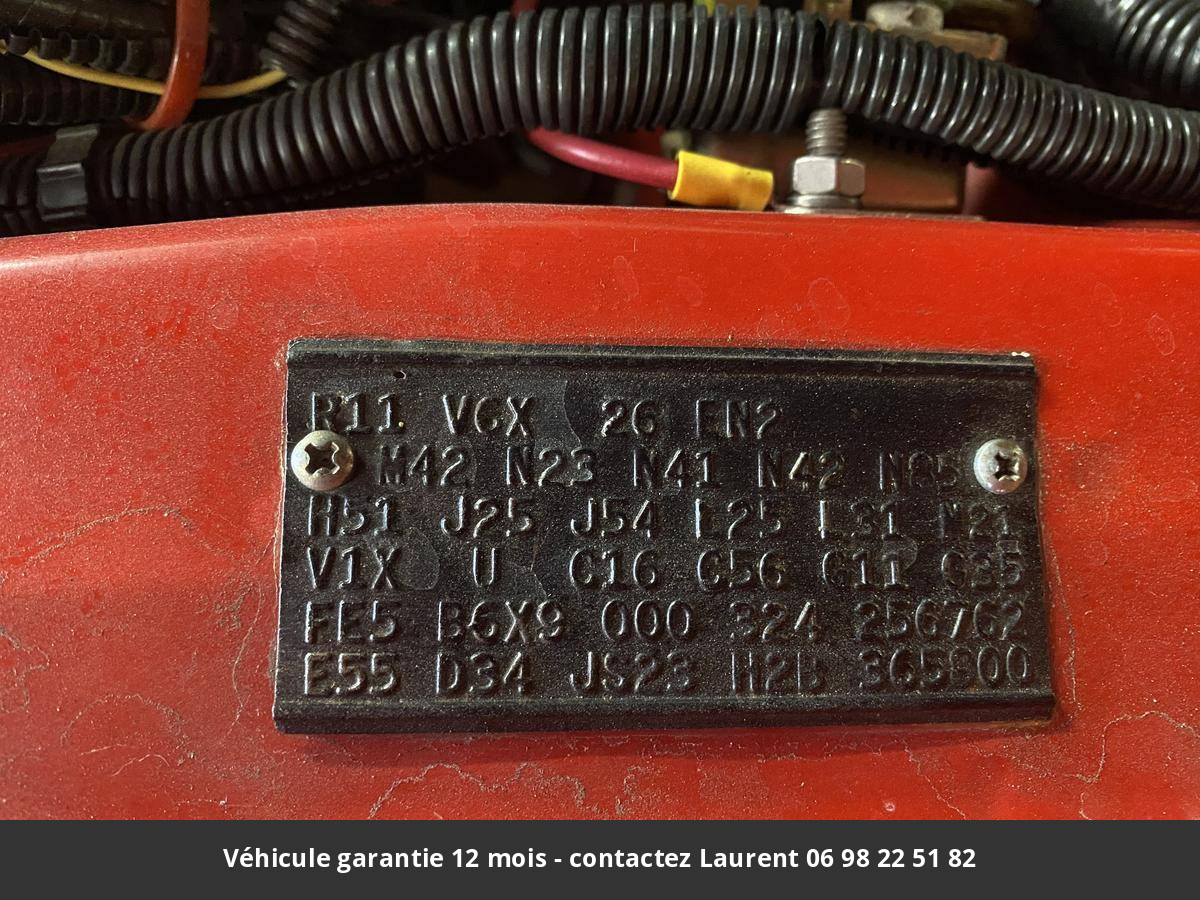 R11 V6X 26 EN2
M42 N23 N41 N42 N85
H51 J25 J54 L25 L31 M21
V1X U C16 C56 G11 G35
FE5 B6X9 000 324 256762
E55 D34 JS23 H2B 365800
Véhicule garantie 12 mois - contactez Laurent 06 98 22 51 82